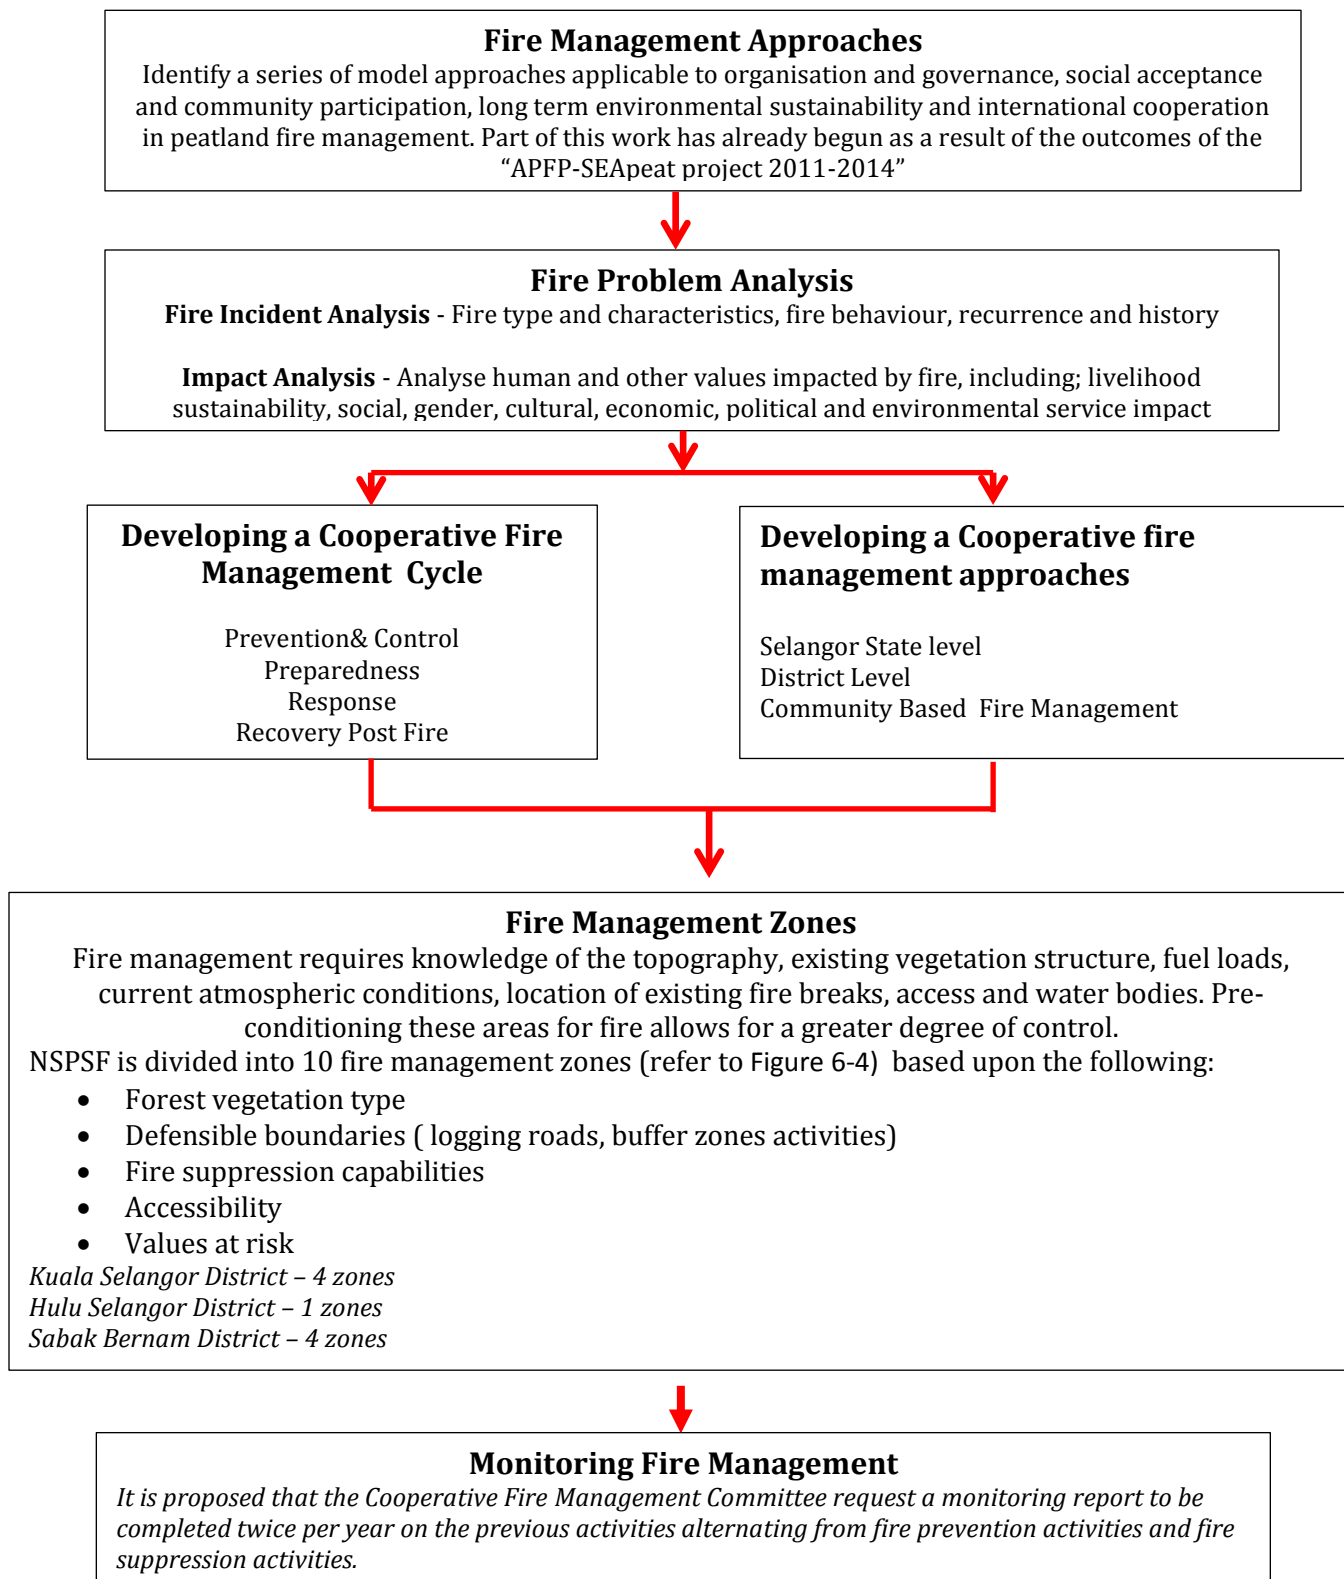 Fire Management Approaches
Identify a series of model approaches applicable to organisation and governance, social acceptance
and community participation, long term environmental sustainability and international cooperation
in peatland fire management. Part of this work has already begun as a result of the outcomes of the
“APFP-SEApeat project 2011-2014”
Fire Problem Analysis
Fire Incident Analysis - Fire type and characteristics, fire behaviour, recurrence and history
Impact Analysis - Analyse human and other values impacted by fire, including; livelihood
sustainability, social, gender, cultural, economic, political and environmental service impact
Developing a Cooperative Fire
Management Cycle
Prevention& Control
Preparedness
Response
Recovery Post Fire
Developing a Cooperative fire
management approaches
Selangor State level
District Level
Community Based Fire Management
Fire Management Zones
Fire management requires knowledge of the topography, existing vegetation structure, fuel loads,
current atmospheric conditions, location of existing fire breaks, access and water bodies. Pre-
conditioning these areas for fire allows for a greater degree of control.
NSPSF is divided into 10 fire management zones (refer to Figure 6-4) based upon the following:
• Forest vegetation type
• Defensible boundaries ( logging roads, buffer zones activities)
• Fire suppression capabilities
• Accessibility
• Values at risk
Kuala Selangor District – 4 zones
Hulu Selangor District – 1 zones
Sabak Bernam District – 4 zones
Monitoring Fire Management
It is proposed that the Cooperative Fire Management Committee request a monitoring report to be
completed twice per year on the previous activities alternating from fire prevention activities and fire
suppression activities.